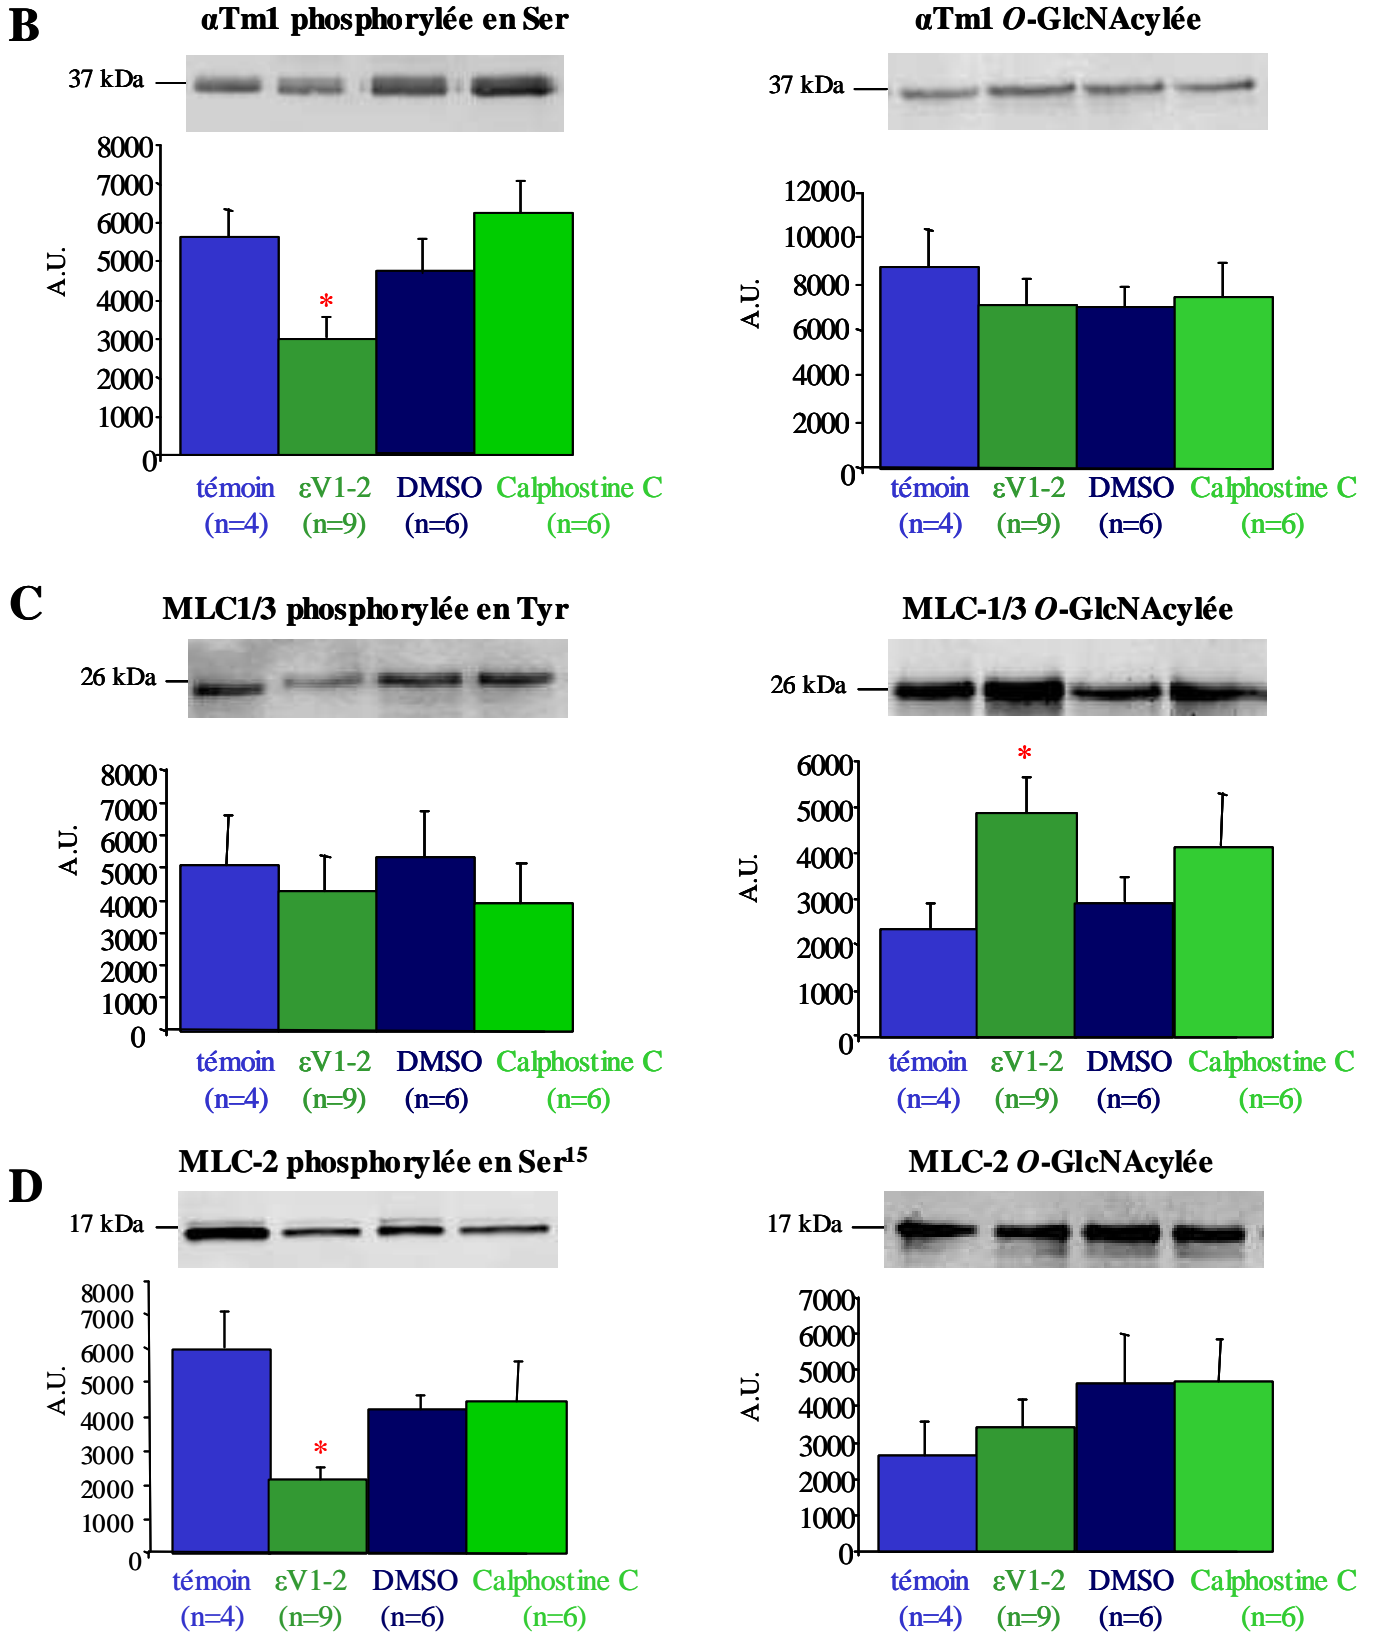 B
αTm1 phosphorylée en Ser
αTm1 O-GlcNAcylée
37 kDa
37 kDa
8000
7000
6000
5000
4000
3000
2000
1000
0
A.U.
*
témoin εV1-2 DMSO Calphostine C
(n=4) (n=9) (n=6) (n=6)
12000
10000
8000
6000
4000
2000
0
A.U.
témoin εV1-2 DMSO Calphostine C
(n=4) (n=9) (n=6) (n=6)
C
MLC1/3 phosphorylée en Tyr
MLC-1/3 O-GlcNAcylée
26 kDa
26 kDa
8000
7000
6000
5000
4000
3000
2000
1000
0
A.U.
témoin εV1-2 DMSO Calphostine C
(n=4) (n=9) (n=6) (n=6)
*
6000
5000
4000
3000
2000
1000
0
A.U.
témoin εV1-2 DMSO Calphostine C
(n=4) (n=9) (n=6) (n=6)
D
MLC-2 phosphorylée en Ser¹⁵
MLC-2 O-GlcNAcylée
17 kDa
17 kDa
8000
7000
6000
5000
4000
3000
2000
1000
0
A.U.
*
témoin εV1-2 DMSO Calphostine C
(n=4) (n=9) (n=6) (n=6)
7000
6000
5000
4000
3000
2000
1000
0
A.U.
témoin εV1-2 DMSO Calphostine C
(n=4) (n=9) (n=6) (n=6)